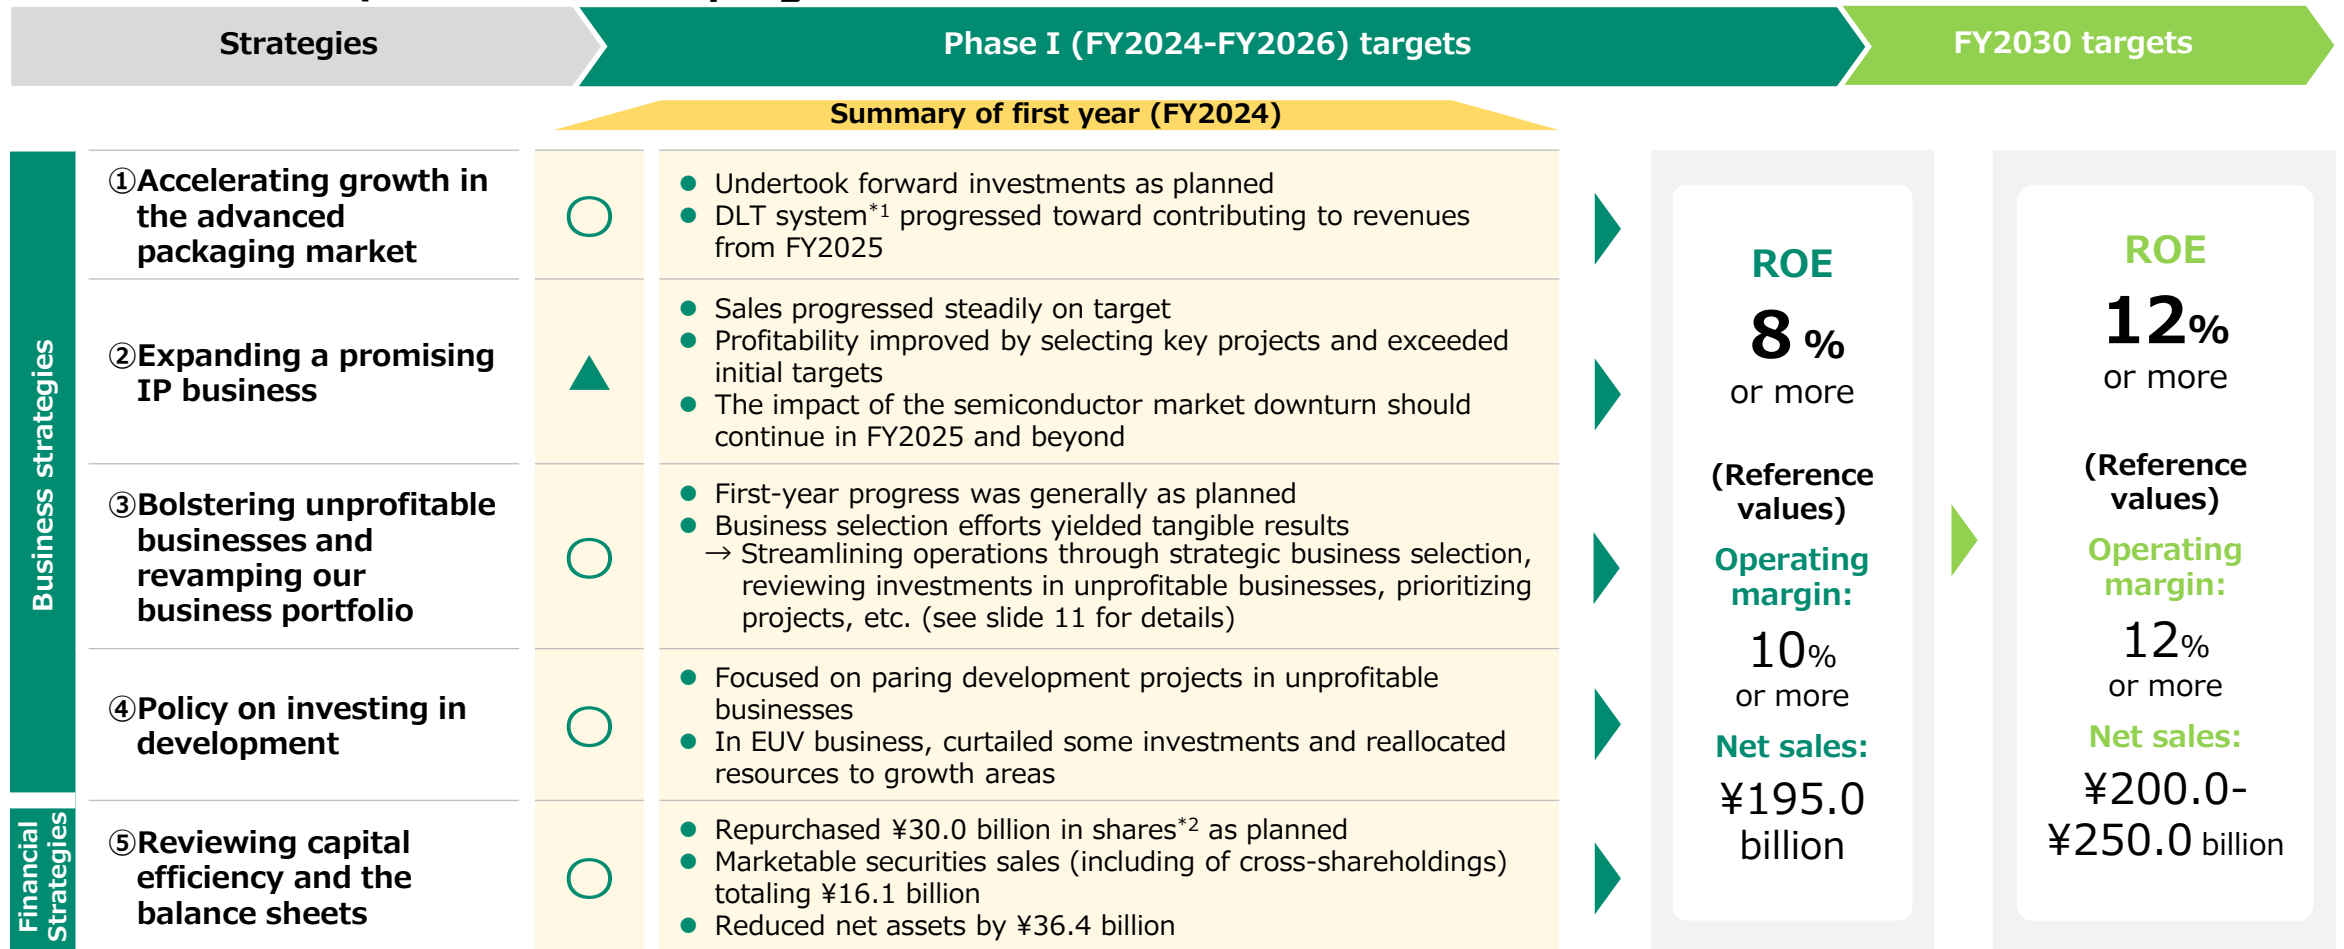 Strategies
Phase I (FY2024-FY2026) targets
FY2030 targets
Summary of first year (FY2024)
Business strategies
①Accelerating growth in
the advanced
packaging market
○
● Undertook forward investments as planned
● DLT system*1 progressed toward contributing to revenues
from FY2025
②Expanding a promising
IP business
▲
● Sales progressed steadily on target
● Profitability improved by selecting key projects and exceeded
initial targets
● The impact of the semiconductor market downturn should
continue in FY2025 and beyond
③Bolstering unprofitable
businesses and
revamping our
business portfolio
○
● First-year progress was generally as planned
● Business selection efforts yielded tangible results
→ Streamlining operations through strategic business selection,
reviewing investments in unprofitable businesses, prioritizing
projects, etc. (see slide 11 for details)
④Policy on investing in
development
○
● Focused on paring development projects in unprofitable
businesses
● In EUV business, curtailed some investments and reallocated
resources to growth areas
Financial
Strategies
⑤Reviewing capital
efficiency and the
balance sheets
○
● Repurchased ¥30.0 billion in shares*2 as planned
● Marketable securities sales (including of cross-shareholdings)
totaling ¥16.1 billion
● Reduced net assets by ¥36.4 billion
ROE
8 %
or more
(Reference
values)
Operating
margin:
10%
or more
Net sales:
¥195.0
billion
ROE
12%
or more
(Reference
values)
Operating
margin:
12%
or more
Net sales:
¥200.0-
¥250.0 billion